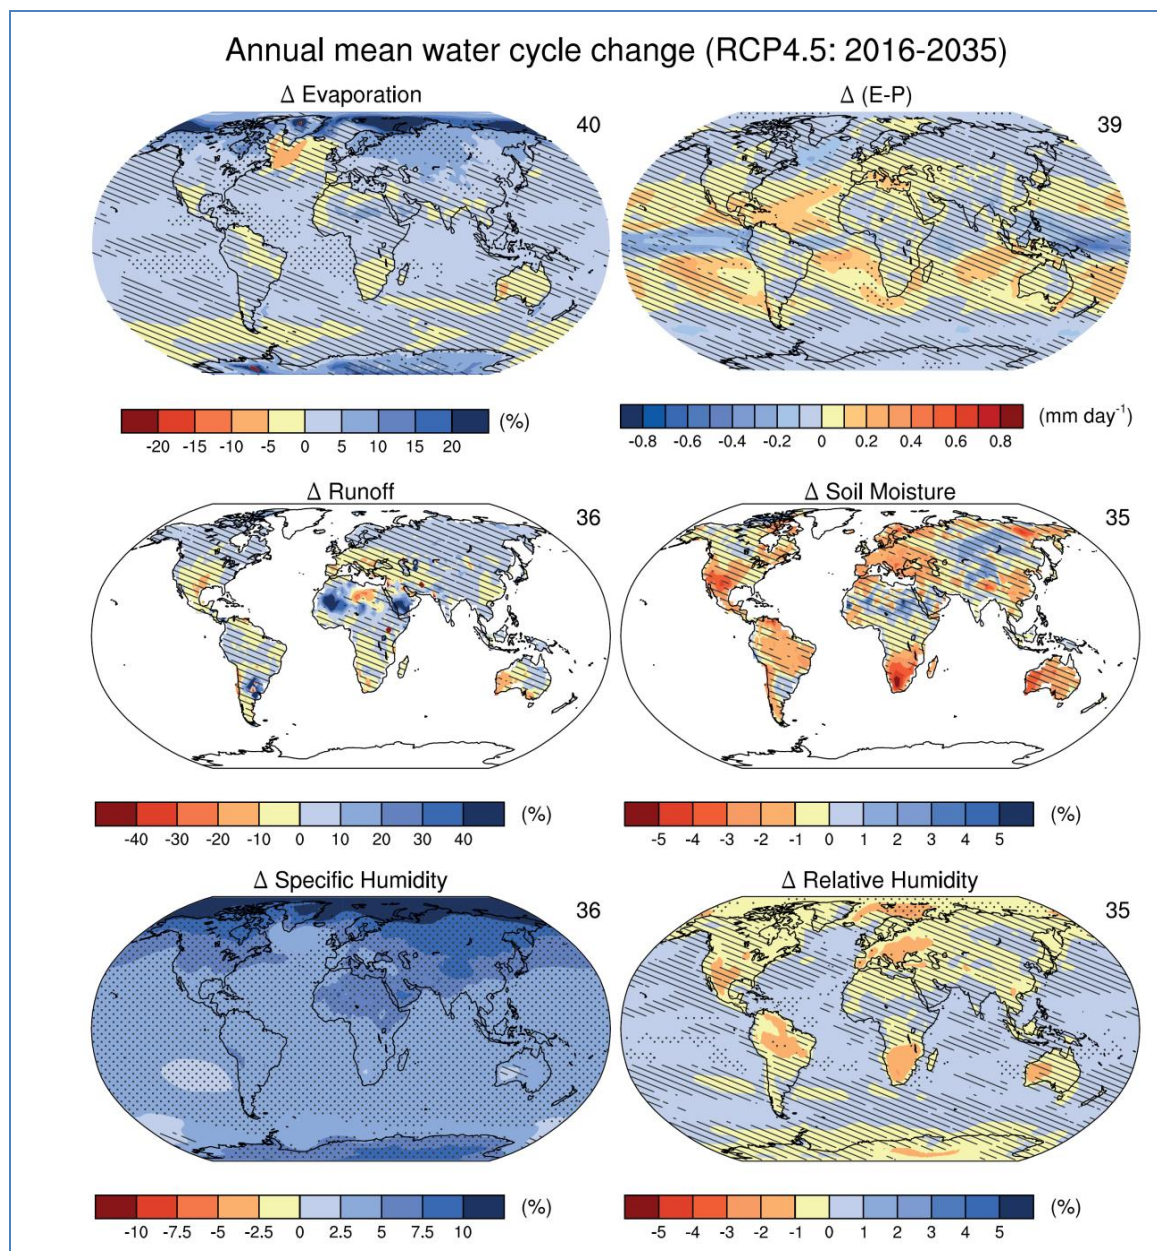 Annual mean water cycle change (RCP4.5: 2016-2035)
Δ Evaporation
40
-20 -15 -10 -5 0 5 10 15 20 (%)
Δ (E-P)
39
-0.8 -0.6 -0.4 -0.2 0 0.2 0.4 0.6 0.8 (mm day-1)
Δ Runoff
36
-40 -30 -20 -10 0 10 20 30 40 (%)
Δ Soil Moisture
35
-5 -4 -3 -2 -1 0 1 2 3 4 5 (%)
Δ Specific Humidity
36
-10 -7.5 -5 -2.5 0 2.5 5 7.5 10 (%)
Δ Relative Humidity
35
-5 -4 -3 -2 -1 0 1 2 3 4 5 (%)